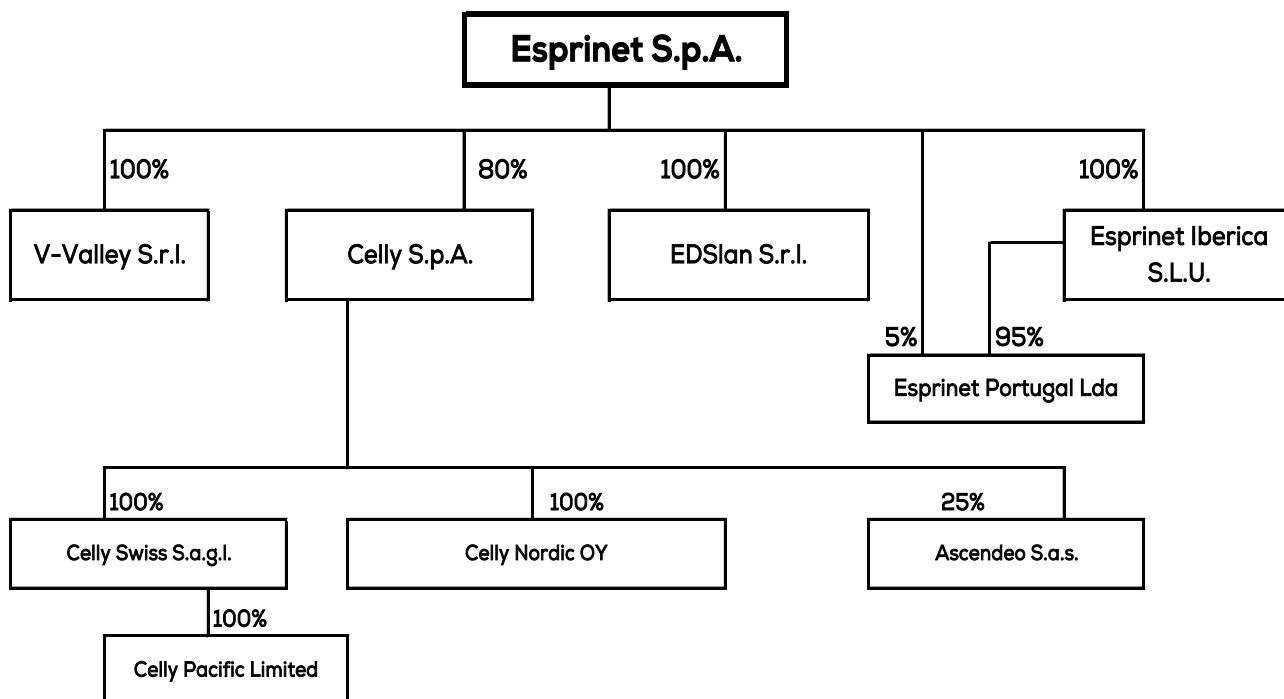 Esprinet S.p.A.
100%
80%
100%
100%
V-Valley S.r.l.
Celly S.p.A.
EDSlan S.r.l.
Esprinet Iberica
S.L.U.
5%
95%
Esprinet Portugal Lda
100%
100%
25%
Celly Swiss S.a.g.l.
Celly Nordic OY
Ascendeo S.a.s.
100%
Celly Pacific Limited